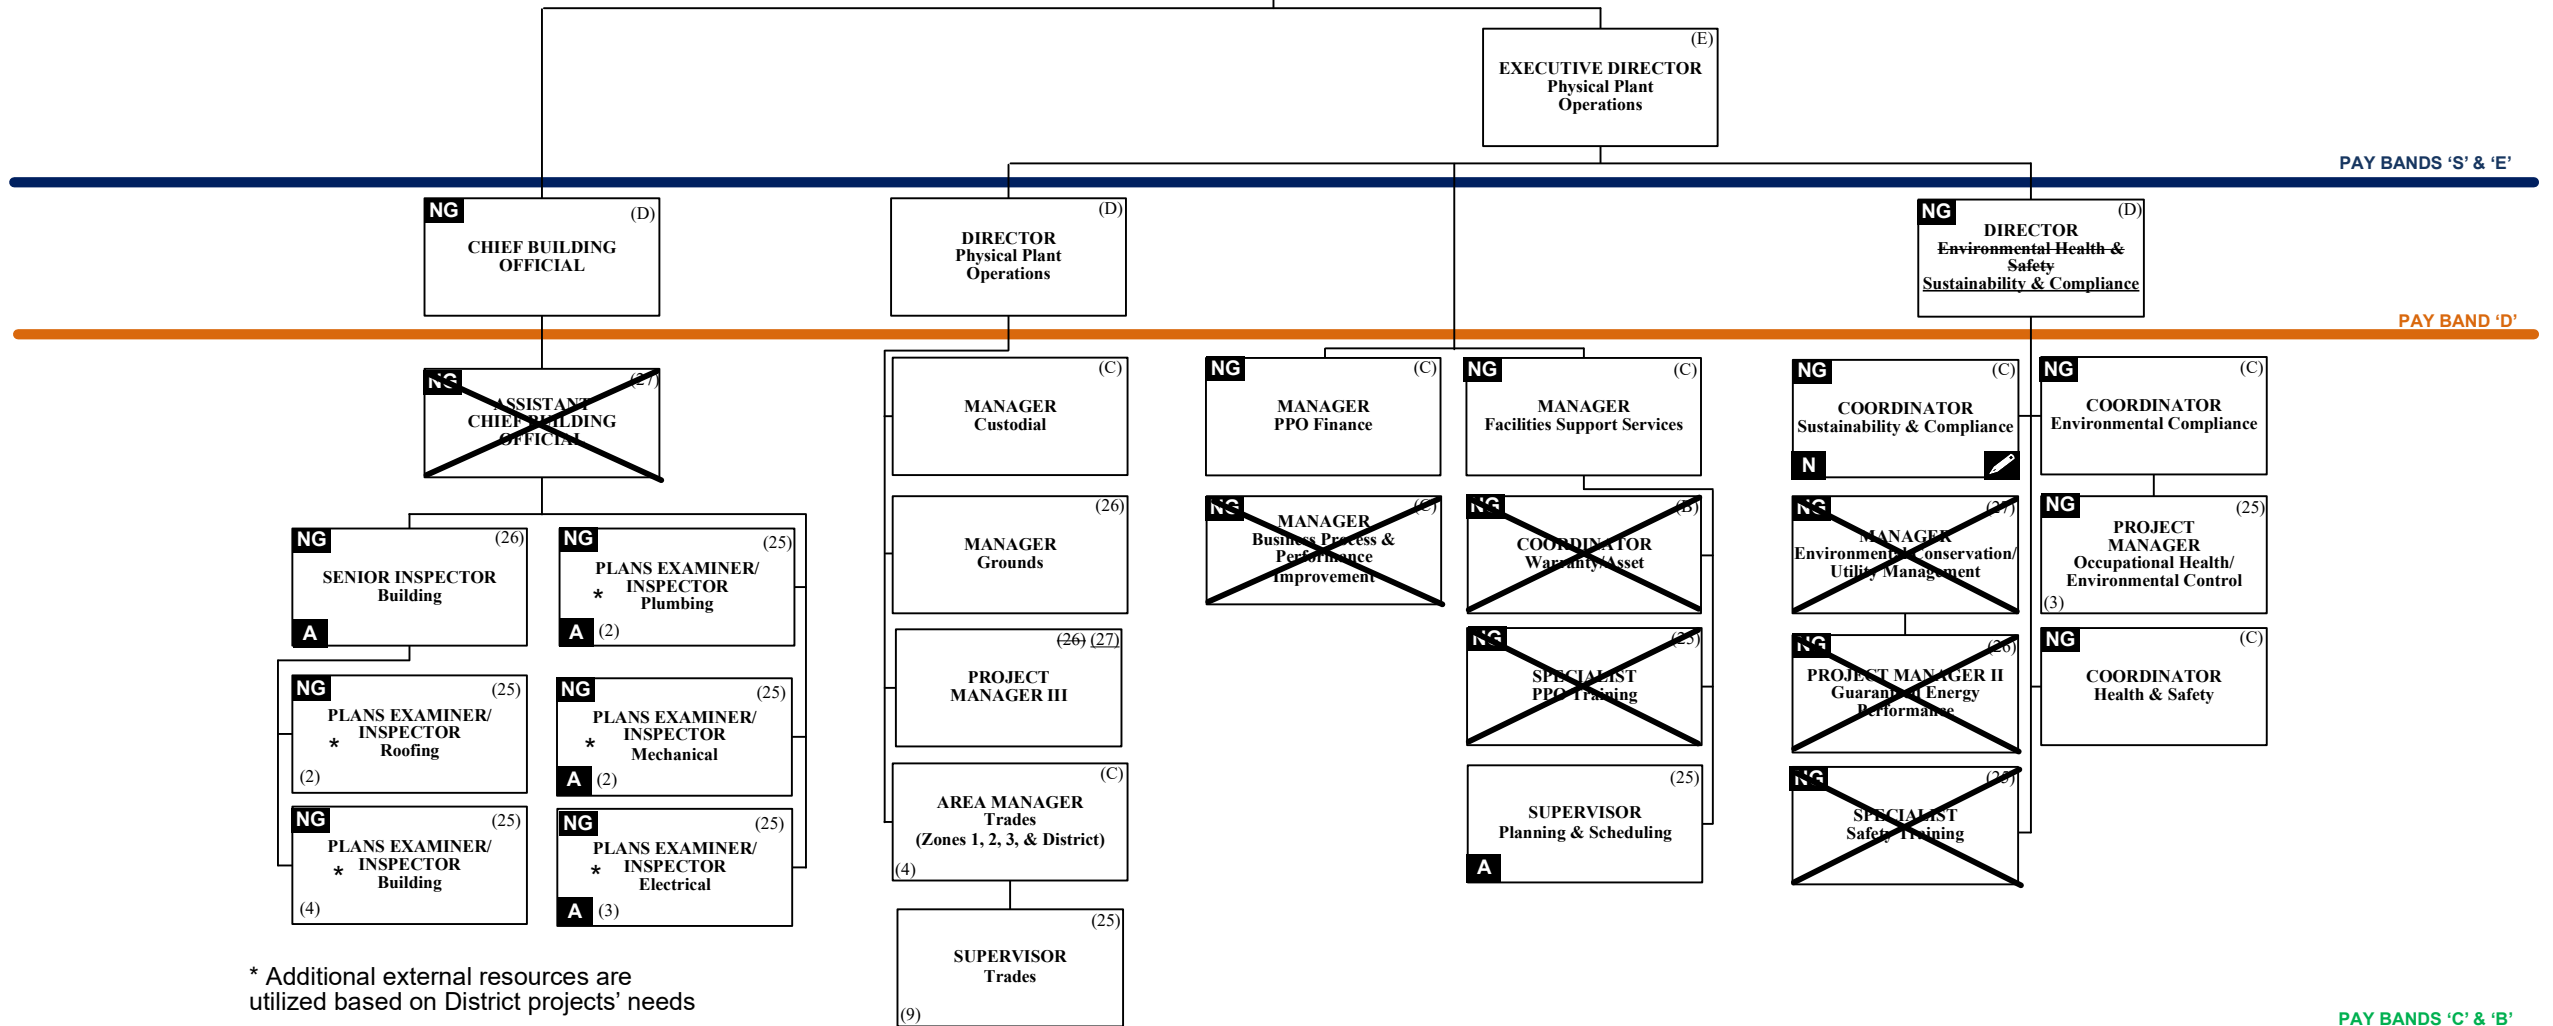 (E)
EXECUTIVE DIRECTOR
Physical Plant
Operations
PAY BANDS ‘S’ & ‘E’
NG
(D)
CHIEF BUILDING
OFFICIAL
(D)
DIRECTOR
Physical Plant
Operations
NG
(D)
DIRECTOR
Environmental Health &
Safety
Sustainability & Compliance
PAY BAND ‘D’
NG
(27)
ASSISTANT
CHIEF BUILDING
OFFICIAL
(C)
MANAGER
Custodial
NG
(C)
MANAGER
PPO Finance
NG
(C)
MANAGER
Facilities Support Services
NG
(C)
COORDINATOR
Sustainability & Compliance
N
NG
(C)
COORDINATOR
Environmental Compliance
NG
(26)
SENIOR INSPECTOR
Building
A
NG
(25)
PLANS EXAMINER/
INSPECTOR
*
Plumbing
A
(2)
(26)
MANAGER
Grounds
NG
(C)
MANAGER
Business Process &
Performance
Improvement
NG
(B)
COORDINATOR
Warranty/Asset
NG
(27)
MANAGER
Environmental Conservation/
Utility Management
NG
(25)
PROJECT
MANAGER
Occupational Health/
Environmental Control
(3)
NG
(25)
PLANS EXAMINER/
INSPECTOR
*
Roofing
(2)
NG
(25)
PLANS EXAMINER/
INSPECTOR
*
Mechanical
A
(2)
(26) (27)
PROJECT
MANAGER III
NG
(25)
SPECIALIST
PPO Training
NG
(26)
PROJECT MANAGER II
Guaranteed Energy
Performance
NG
(C)
COORDINATOR
Health & Safety
NG
(25)
PLANS EXAMINER/
INSPECTOR
*
Building
(4)
NG
(25)
PLANS EXAMINER/
INSPECTOR
*
Electrical
A
(3)
(C)
AREA MANAGER
Trades
(Zones 1, 2, 3, & District)
(4)
(25)
SUPERVISOR
Planning & Scheduling
A
NG
(25)
SPECIALIST
Safety Training
(25)
SUPERVISOR
Trades
(9)
* Additional external resources are
utilized based on District projects’ needs
PAY BANDS ‘C’ & ‘B’